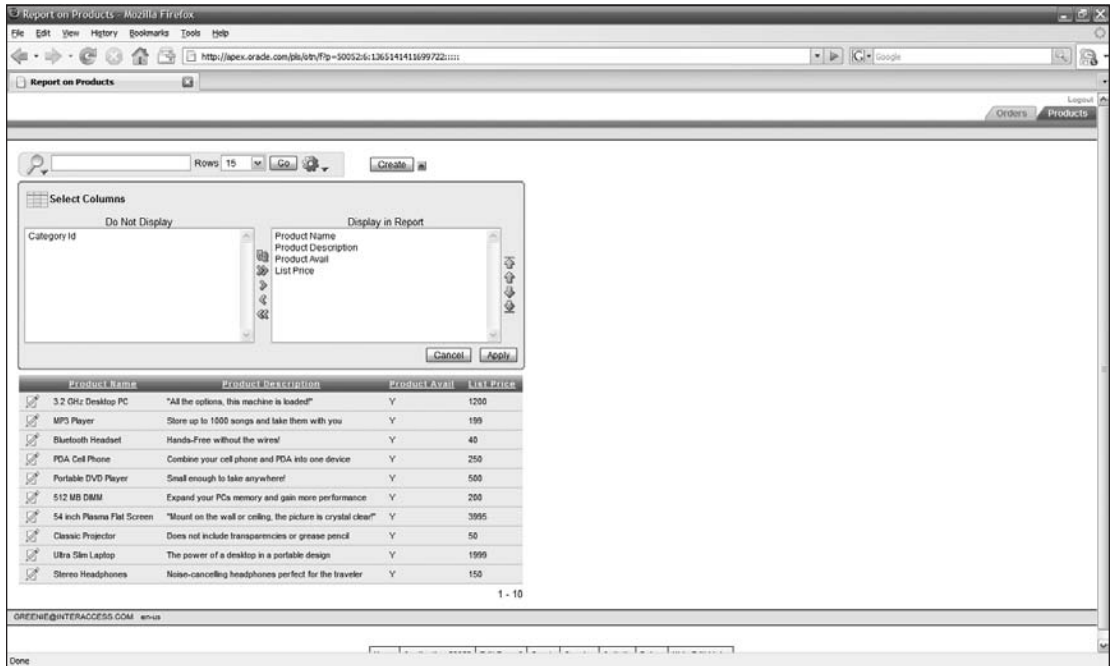 Report on Products - Mozilla Firefox
File Edit View History Bookmarks Tools Help
http://apex.oracle.com/pls/otn/f?p=50052:6:1365141411699722:::::
Google
Report on Products
Logout
Orders Products
Rows 15 Go Create
Select Columns
Do Not Display Display in Report
Category Id
Product Name
Product Description
Product Avail
List Price
Cancel Apply
Product Name Product Description Product Avail List Price
3.2 GHz Desktop PC "All the options, this machine is loaded!" Y 1200
MP3 Player Store up to 1000 songs and take them with you Y 199
Bluetooth Headset Hands-Free without the wires! Y 40
PDA Cell Phone Combine your cell phone and PDA into one device Y 250
Portable DVD Player Small enough to take anywhere! Y 500
512 MB DIMM Expand your PCs memory and gain more performance Y 200
54 inch Plasma Flat Screen "Mount on the wall or ceiling, the picture is crystal clear!" Y 3995
Classic Projector Does not include transparencies or grease pencil Y 50
Ultra Slim Laptop The power of a desktop in a portable design Y 1999
Stereo Headphones Noise-cancelling headphones perfect for the traveler Y 150
1 - 10
GREENIE@INTERACCESS.COM en-us
Done